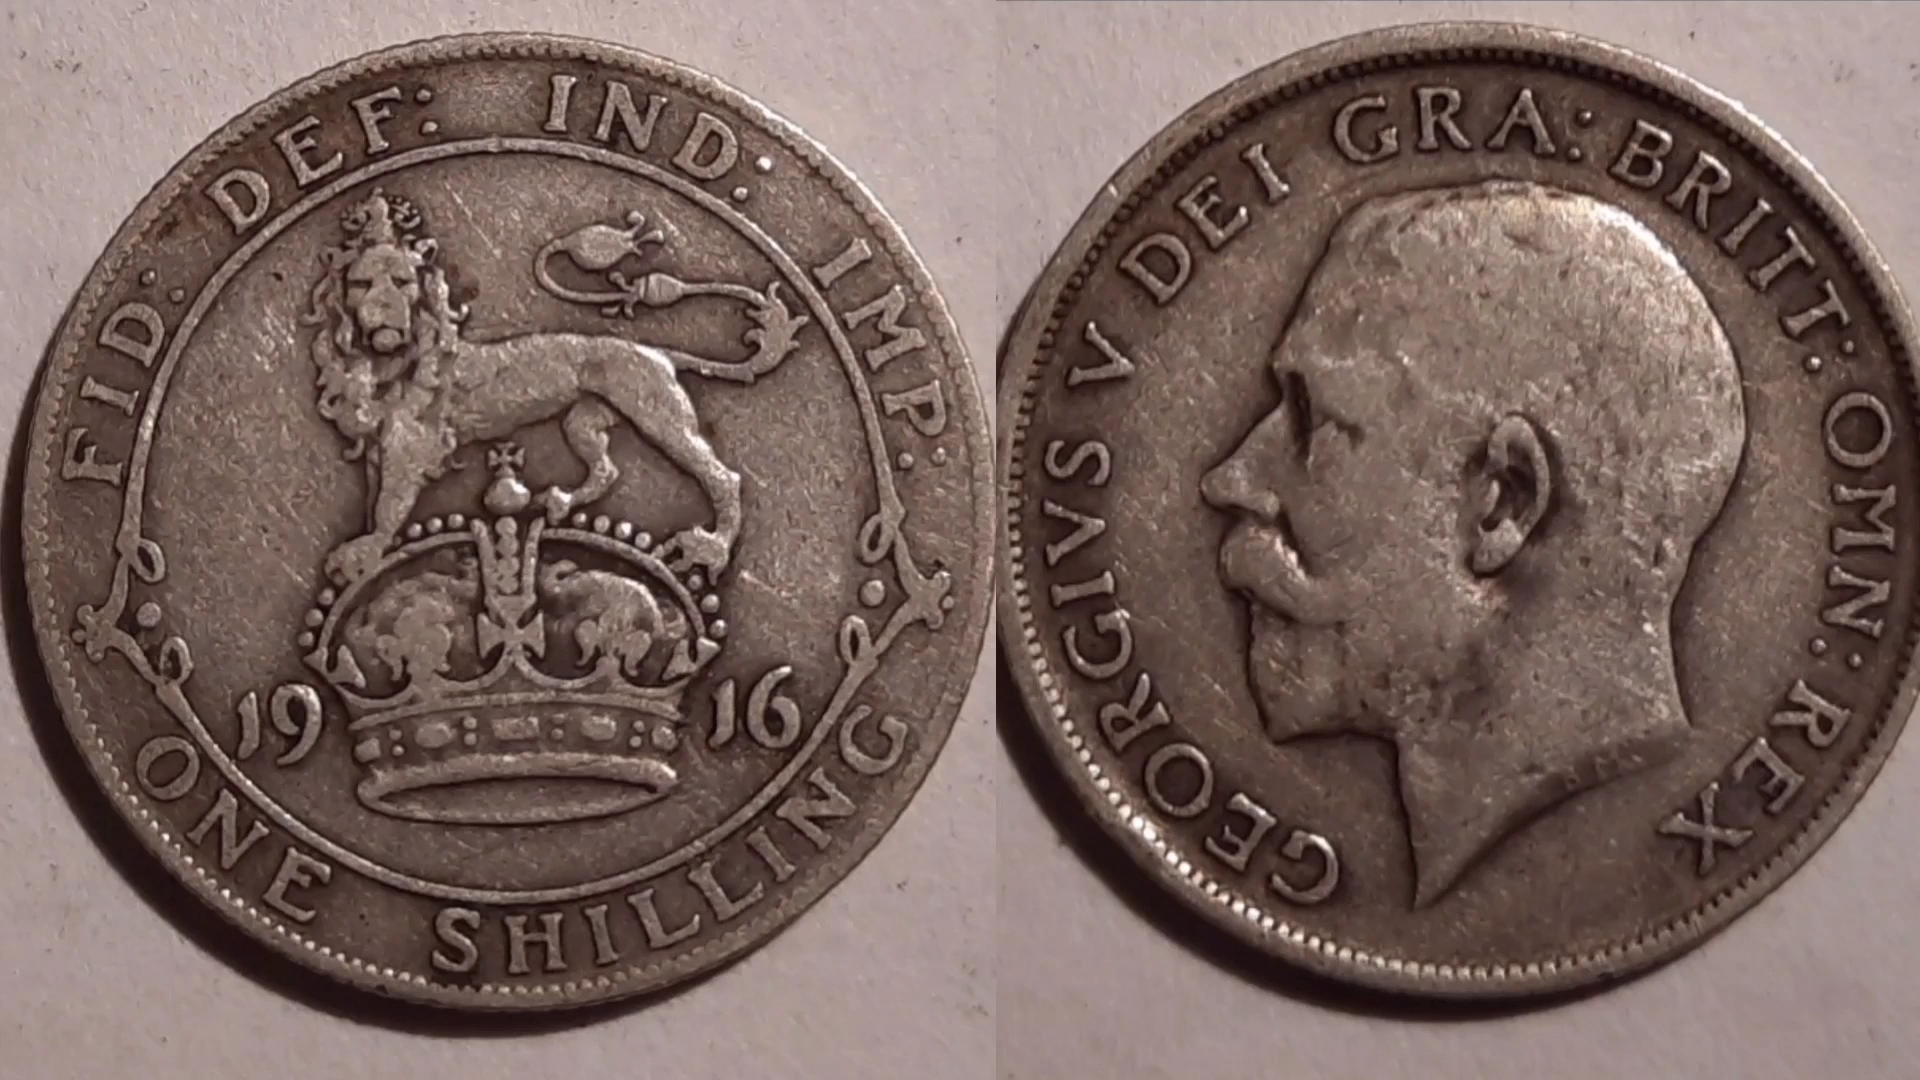 FID: DEF: IND: IMP:
19 16
ONE SHILLING
GEORGIVS V DEI GRA: BRITT: OMN: REX